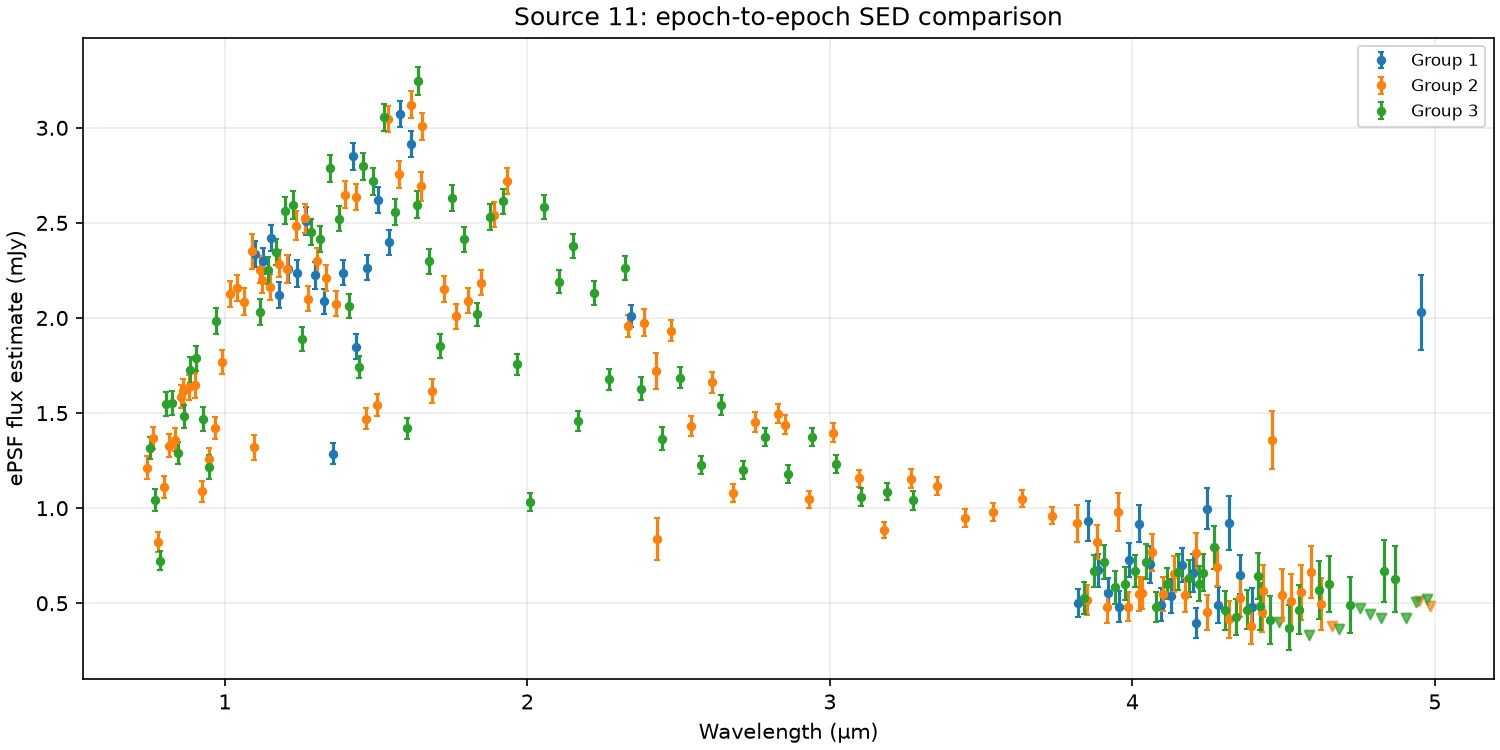 Source 11: epoch-to-epoch SED comparison
ePSF flux estimate (mJy)
3.0
2.5
2.0
1.5
1.0
0.5
Group 1
Group 2
Group 3
1 2 3 4 5
Wavelength (µm)